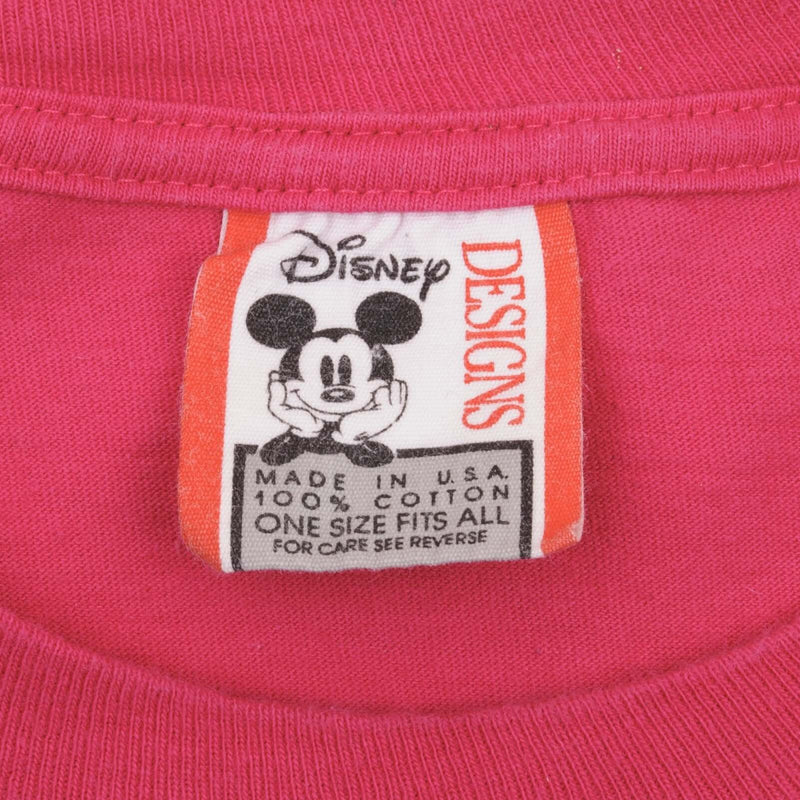 Disney
DESIGNS
MADE IN U.S.A.
100% COTTON
ONE SIZE FITS ALL
FOR CARE SEE REVERSE